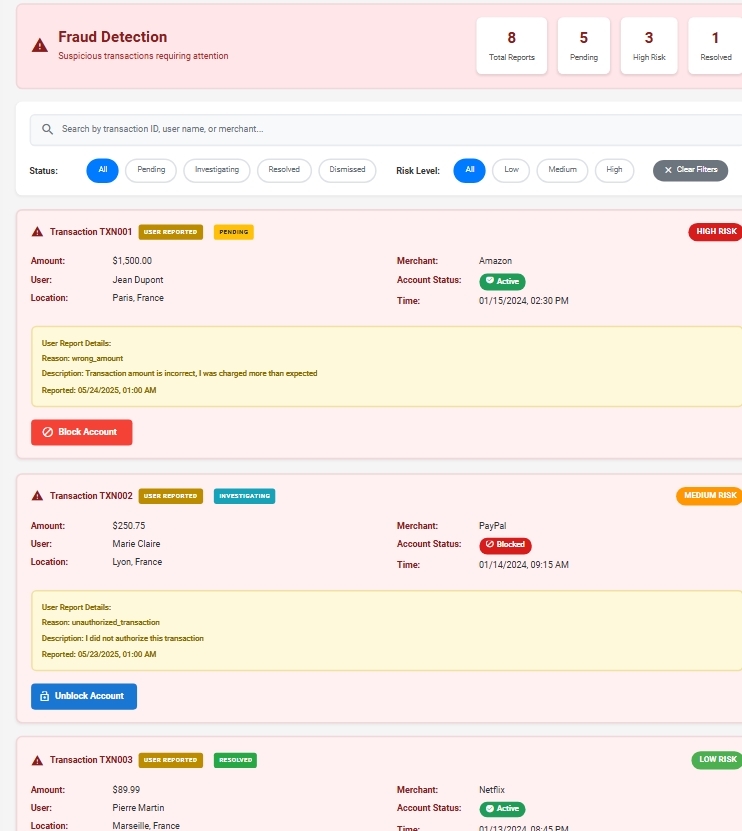 Fraud Detection
Suspicious transactions requiring attention
8
Total Reports
5
Pending
3
High Risk
1
Resolved
Search by transaction ID, user name, or merchant...
Status: All Pending Investigating Resolved Dismissed Risk Level: All Low Medium High Clear Filters
Transaction TXN001 USER REPORTED PENDING HIGH RISK
Amount: $1,500.00 Merchant: Amazon
User: Jean Dupont Account Status: Active
Location: Paris, France Time: 01/15/2024, 02:30 PM
User Report Details:
Reason: wrong_amount
Description: Transaction amount is incorrect, I was charged more than expected
Reported: 05/24/2025, 01:00 AM
Block Account
Transaction TXN002 USER REPORTED INVESTIGATING MEDIUM RISK
Amount: $250.75 Merchant: PayPal
User: Marie Claire Account Status: Blocked
Location: Lyon, France Time: 01/14/2024, 09:15 AM
User Report Details:
Reason: unauthorized_transaction
Description: I did not authorize this transaction
Reported: 05/23/2025, 01:00 AM
Unblock Account
Transaction TXN003 USER REPORTED RESOLVED LOW RISK
Amount: $89.99 Merchant: Netflix
User: Pierre Martin Account Status: Active
Location: Marseille, France Time: 01/13/2024, 08:45 PM